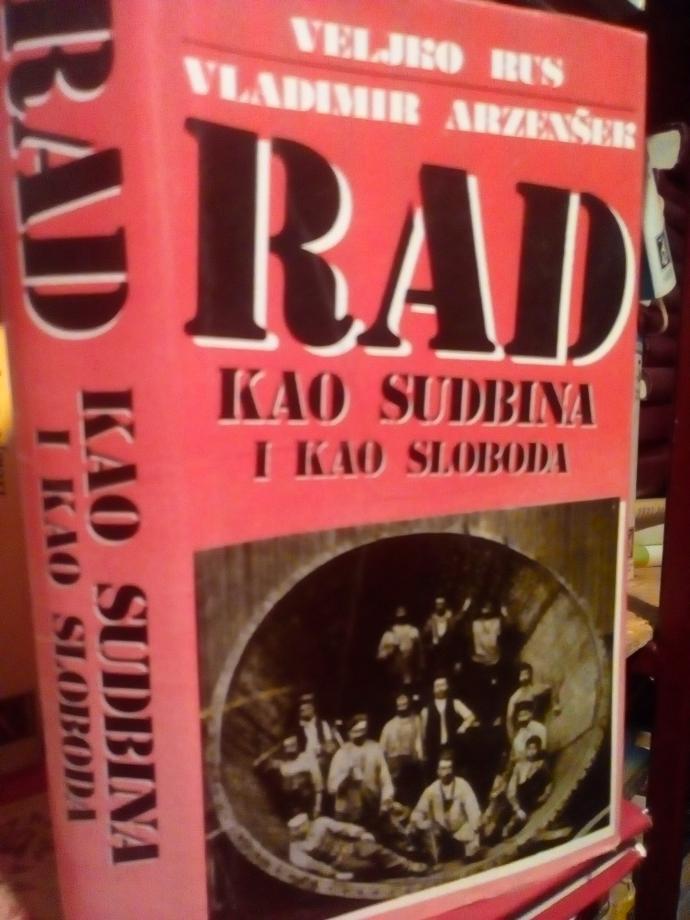 VELJKO RUS
VLADIMIR ARZENŠEK
RAD
KAO SUDBINA
I KAO SLOBODA
RAD
KAO SUDBINA
I KAO SLOBODA